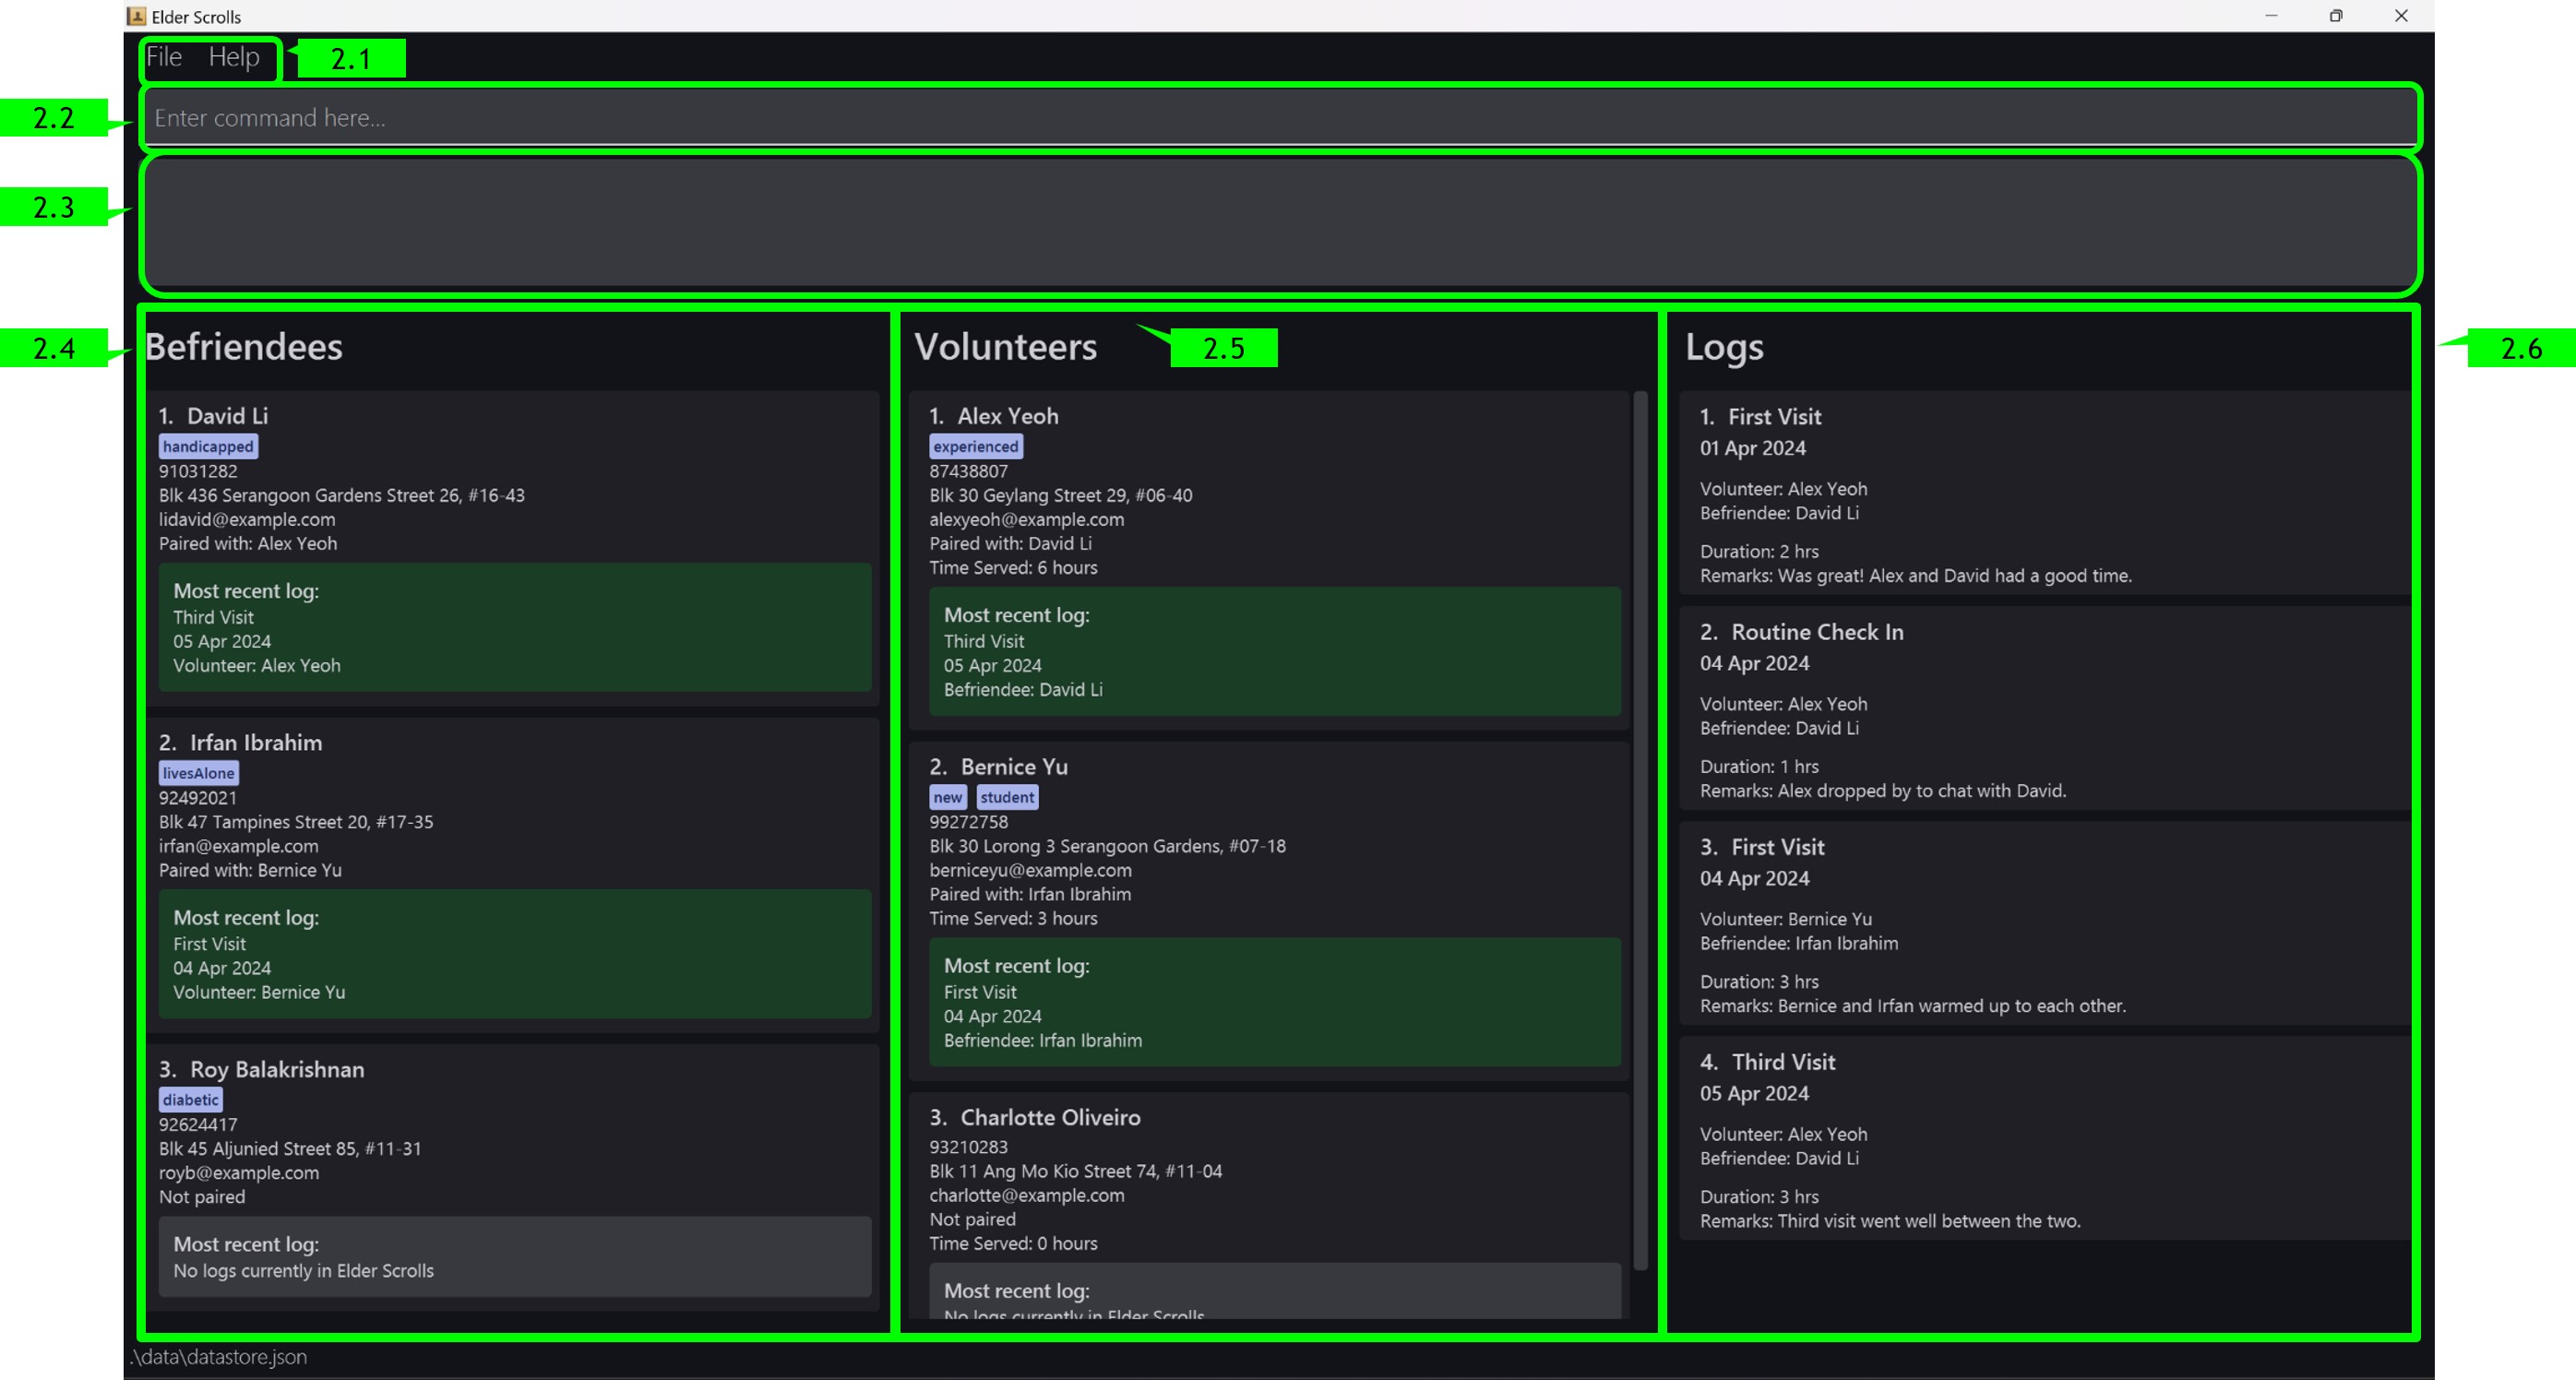 Elder Scrolls
File Help
2.1
2.2
Enter command here...
2.3
2.4
Befriendees
1. David Li
handicapped
91031282
Blk 436 Serangoon Gardens Street 26, #16-43
lidavid@example.com
Paired with: Alex Yeoh
Most recent log:
Third Visit
05 Apr 2024
Volunteer: Alex Yeoh
2. Irfan Ibrahim
livesAlone
92492021
Blk 47 Tampines Street 20, #17-35
irfan@example.com
Paired with: Bernice Yu
Most recent log:
First Visit
04 Apr 2024
Volunteer: Bernice Yu
3. Roy Balakrishnan
diabetic
92624417
Blk 45 Aljunied Street 85, #11-31
royb@example.com
Not paired
Most recent log:
No logs currently in Elder Scrolls
Volunteers
2.5
1. Alex Yeoh
experienced
87438807
Blk 30 Geylang Street 29, #06-40
alexyeoh@example.com
Paired with: David Li
Time Served: 6 hours
Most recent log:
Third Visit
05 Apr 2024
Befriendee: David Li
2. Bernice Yu
new student
99272758
Blk 30 Lorong 3 Serangoon Gardens, #07-18
berniceyu@example.com
Paired with: Irfan Ibrahim
Time Served: 3 hours
Most recent log:
First Visit
04 Apr 2024
Befriendee: Irfan Ibrahim
3. Charlotte Oliveiro
93210283
Blk 11 Ang Mo Kio Street 74, #11-04
charlotte@example.com
Not paired
Time Served: 0 hours
Most recent log:
No logs currently in Elder Scrolls
Logs
2.6
1. First Visit
01 Apr 2024
Volunteer: Alex Yeoh
Befriendee: David Li
Duration: 2 hrs
Remarks: Was great! Alex and David had a good time.
2. Routine Check In
04 Apr 2024
Volunteer: Alex Yeoh
Befriendee: David Li
Duration: 1 hrs
Remarks: Alex dropped by to chat with David.
3. First Visit
04 Apr 2024
Volunteer: Bernice Yu
Befriendee: Irfan Ibrahim
Duration: 3 hrs
Remarks: Bernice and Irfan warmed up to each other.
4. Third Visit
05 Apr 2024
Volunteer: Alex Yeoh
Befriendee: David Li
Duration: 3 hrs
Remarks: Third visit went well between the two.
.\data\datastore.json